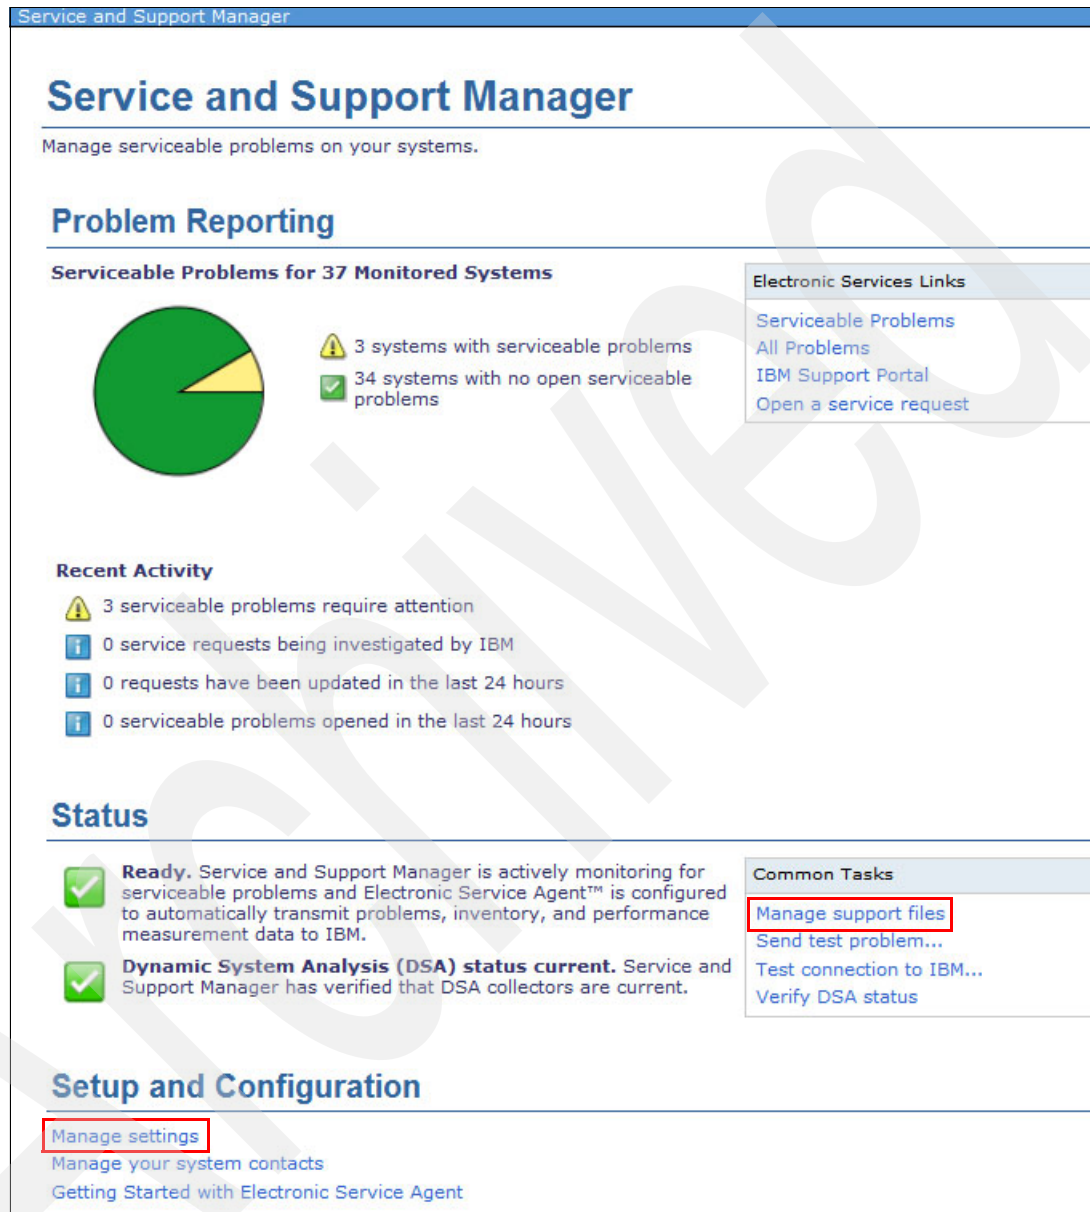 Service and Support Manager
Service and Support Manager
Manage serviceable problems on your systems.
Problem Reporting
Serviceable Problems for 37 Monitored Systems
3 systems with serviceable problems
34 systems with no open serviceable
problems
Electronic Services Links
Serviceable Problems
All Problems
IBM Support Portal
Open a service request
Recent Activity
3 serviceable problems require attention
0 service requests being investigated by IBM
0 requests have been updated in the last 24 hours
0 serviceable problems opened in the last 24 hours
Status
Ready. Service and Support Manager is actively monitoring for
serviceable problems and Electronic Service Agent™ is configured
to automatically transmit problems, inventory, and performance
measurement data to IBM.
Dynamic System Analysis (DSA) status current. Service and
Support Manager has verified that DSA collectors are current.
Common Tasks
Manage support files
Send test problem...
Test connection to IBM...
Verify DSA status
Setup and Configuration
Manage settings
Manage your system contacts
Getting Started with Electronic Service Agent
Archived